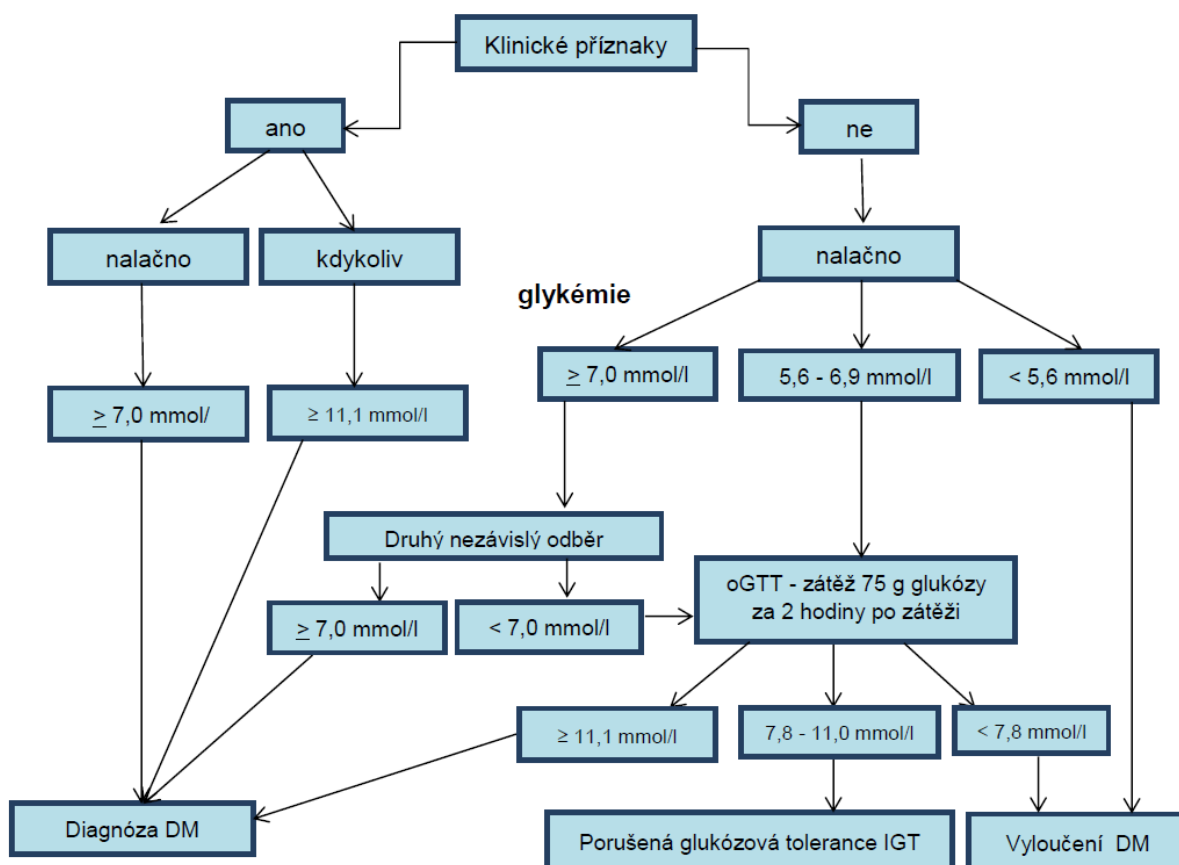 Klinické příznaky
ano
ne
nalačno
kdykoliv
nalačno
glykémie
≥ 7,0 mmol/l
5,6 - 6,9 mmol/l
< 5,6 mmol/l
≥ 7,0 mmol/
≥ 11,1 mmol/l
Druhý nezávislý odběr
oGTT - zátěž 75 g glukózy
za 2 hodiny po zátěži
≥ 7,0 mmol/l
< 7,0 mmol/l
≥ 11,1 mmol/l
7,8 - 11,0 mmol/l
< 7,8 mmol/l
Diagnóza DM
Porušená glukózová tolerance IGT
Vyloučení DM